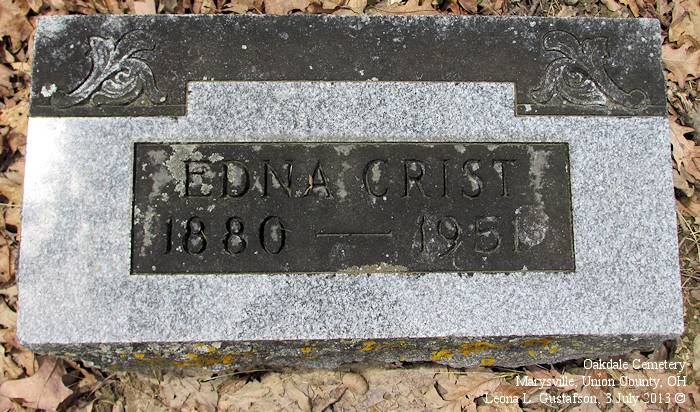 EDNA CRIST
1880 — 1951
Oakdale Cemetery
Marysville, Union County, OH
Leona L. Gustafson, 3 July 2013 ©